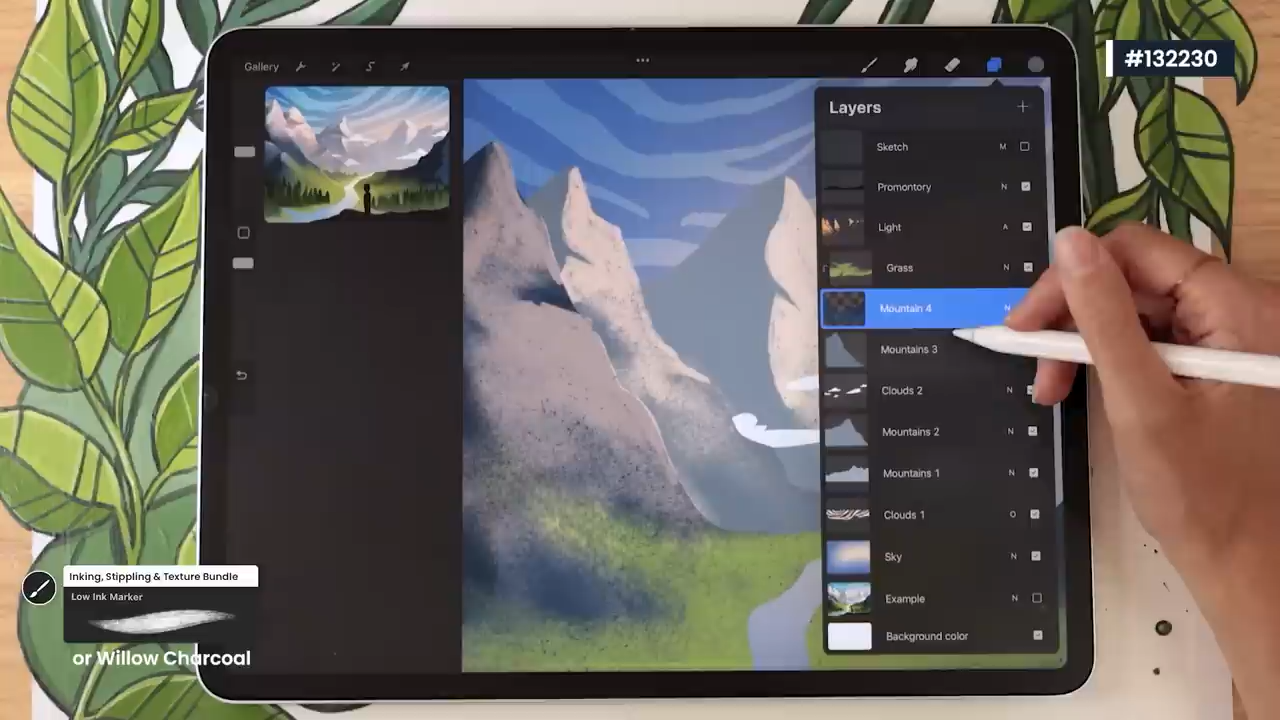 #132230
Gallery
Layers
Sketch M
Promontory N
Light A
Grass N
Mountain 4 N
Mountains 3
Clouds 2 N
Mountains 2 N
Mountains 1 N
Clouds 1 O
Sky N
Example N
Background color
Inking, Stippling & Texture Bundle
Low Ink Marker
or Willow Charcoal